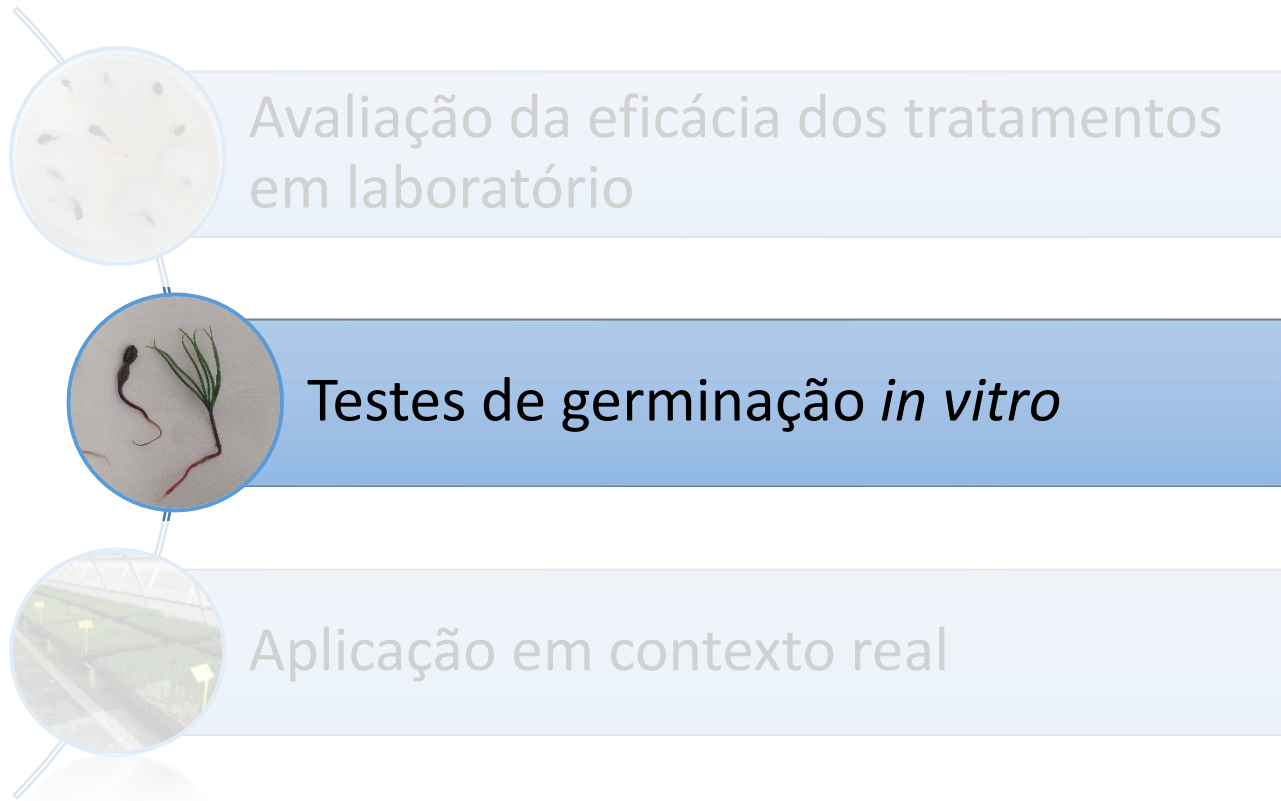 Avaliação da eficácia dos tratamentos
em laboratório
Testes de germinação in vitro
Aplicação em contexto real